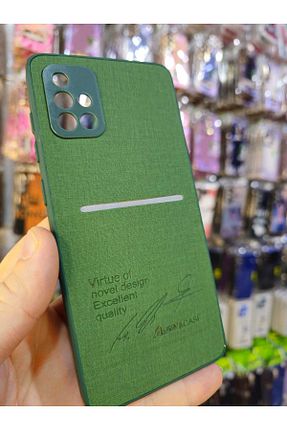 Virtue of
novel design
Excellent
quality